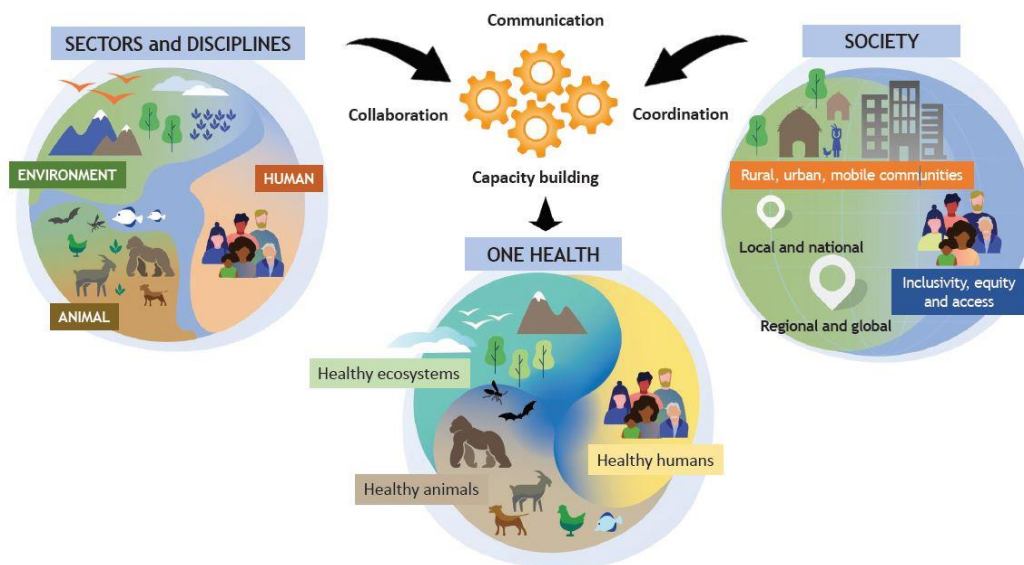 SECTORS and DISCIPLINES
ENVIRONMENT
HUMAN
ANIMAL
Communication
Collaboration
Coordination
Capacity building
SOCIETY
Rural, urban, mobile communities
Local and national
Inclusivity, equity
and access
Regional and global
ONE HEALTH
Healthy ecosystems
Healthy humans
Healthy animals